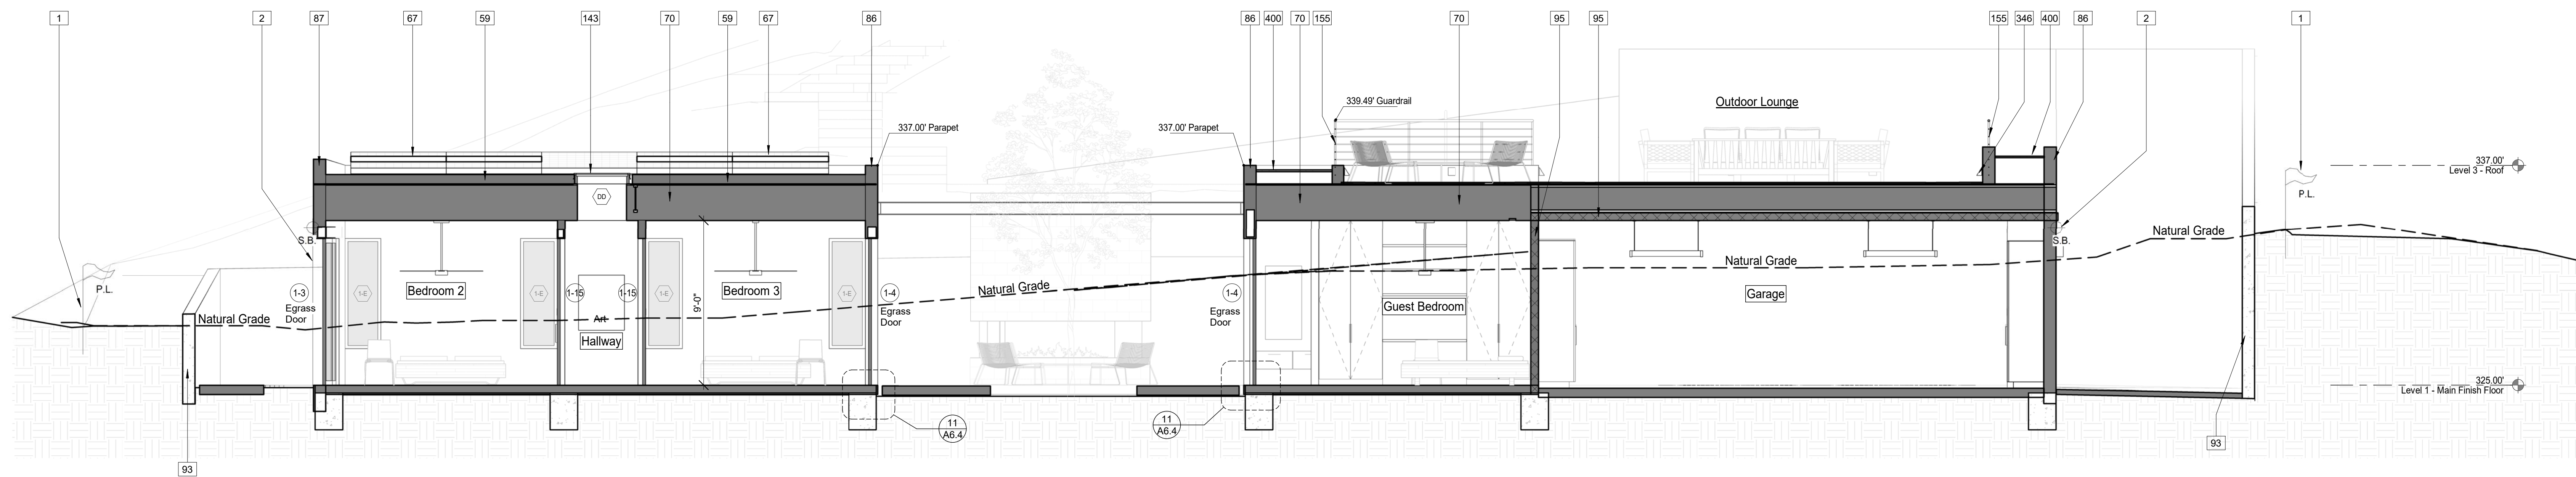 1
2
87
67
59
143
70
59
67
86
86
400
70
155
70
95
95
155
346
400
86
2
1
339.49' Guardrail
Outdoor Lounge
337.00' Parapet
337.00' Parapet
337.00'
Level 3 - Roof
P.L.
DD
S.B.
S.B.
Natural Grade
Natural Grade
P.L.
1-3
Egrass
Door
1-E
Bedroom 2
1-E
1-15
Art
Hallway
1-15
1-E
Bedroom 3
9'-0"
1-E
1-4
Egrass
Door
Natural Grade
1-4
Egrass
Door
Guest Bedroom
Garage
Natural Grade
325.00'
Level 1 - Main Finish Floor
11
A6.4
11
A6.4
93
93